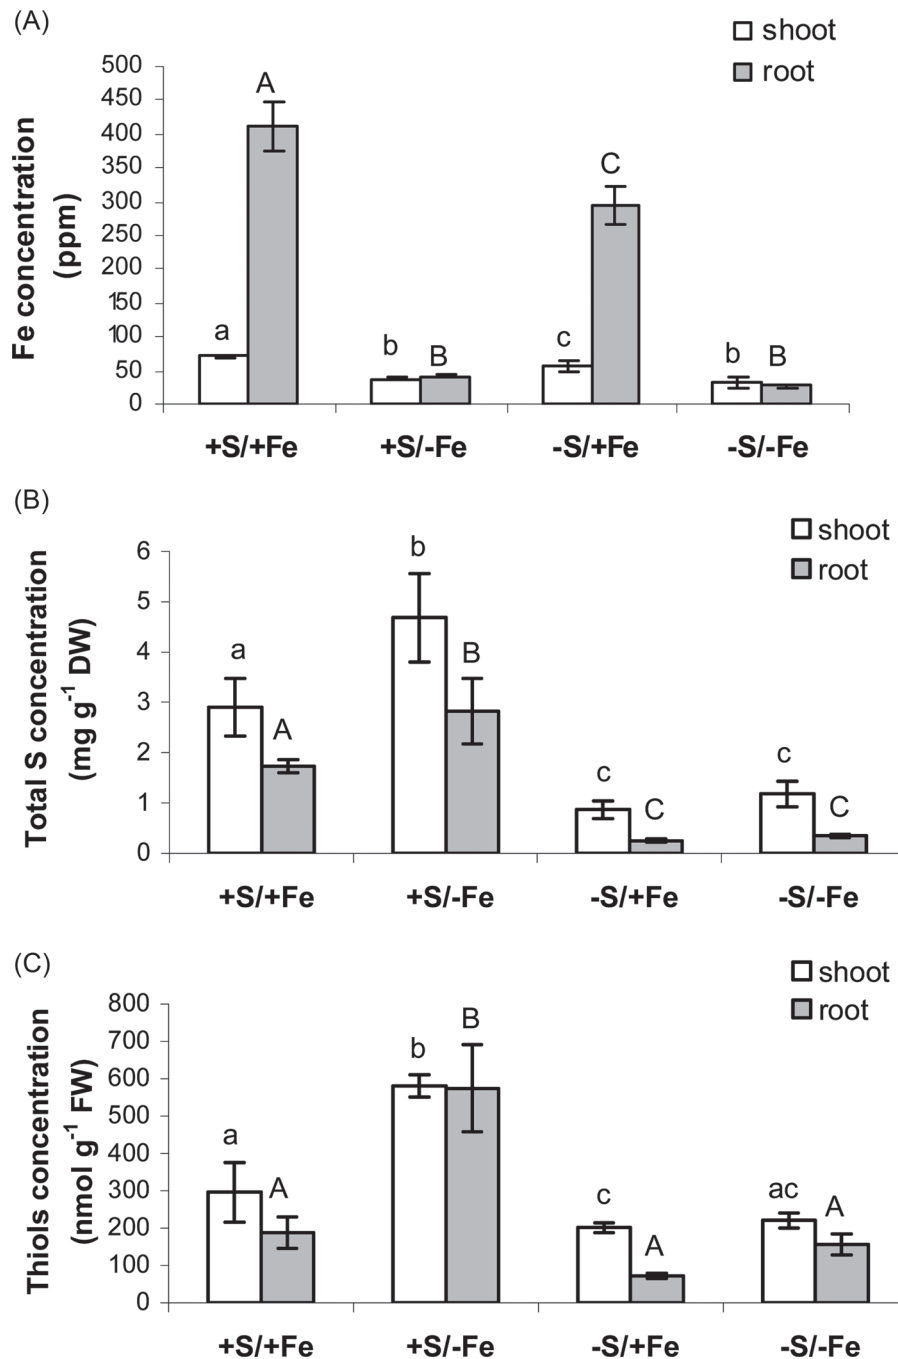 (A)
shoot
root
Fe concentration
(ppm)
500
450
400
350
300
250
200
150
100
50
0
a
A
b
B
c
C
b
B
+S/+Fe
+S/-Fe
-S/+Fe
-S/-Fe
(B)
shoot
root
Total S concentration
(mg g-1 DW)
6
5
4
3
2
1
0
a
A
b
B
c
C
c
C
+S/+Fe
+S/-Fe
-S/+Fe
-S/-Fe
(C)
shoot
root
Thiols concentration
(nmol g-1 FW)
800
700
600
500
400
300
200
100
0
a
A
b
B
c
A
ac
A
+S/+Fe
+S/-Fe
-S/+Fe
-S/-Fe